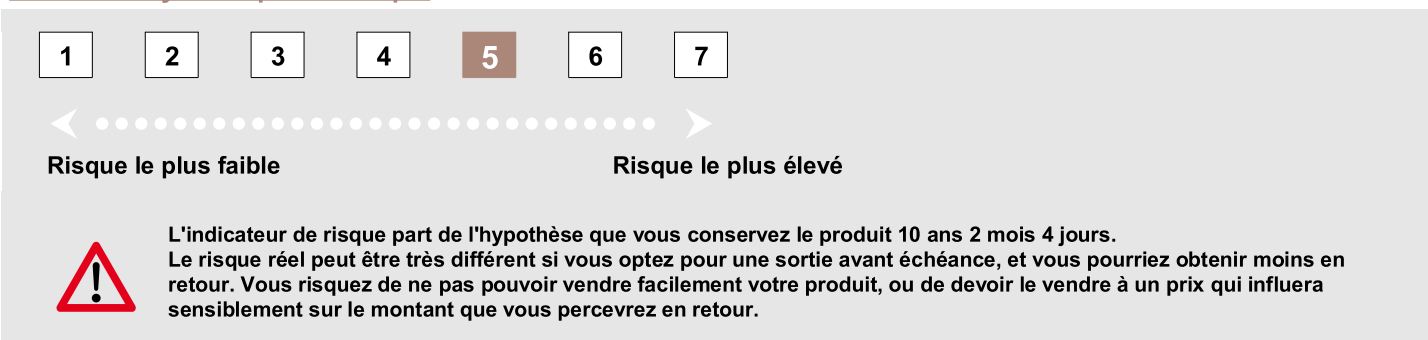 1 2 3 4 5 6 7
Risque le plus faible Risque le plus élevé
L'indicateur de risque part de l'hypothèse que vous conservez le produit 10 ans 2 mois 4 jours.
Le risque réel peut être très différent si vous optez pour une sortie avant échéance, et vous pourriez obtenir moins en
retour. Vous risquez de ne pas pouvoir vendre facilement votre produit, ou de devoir le vendre à un prix qui influera
sensiblement sur le montant que vous percevrez en retour.